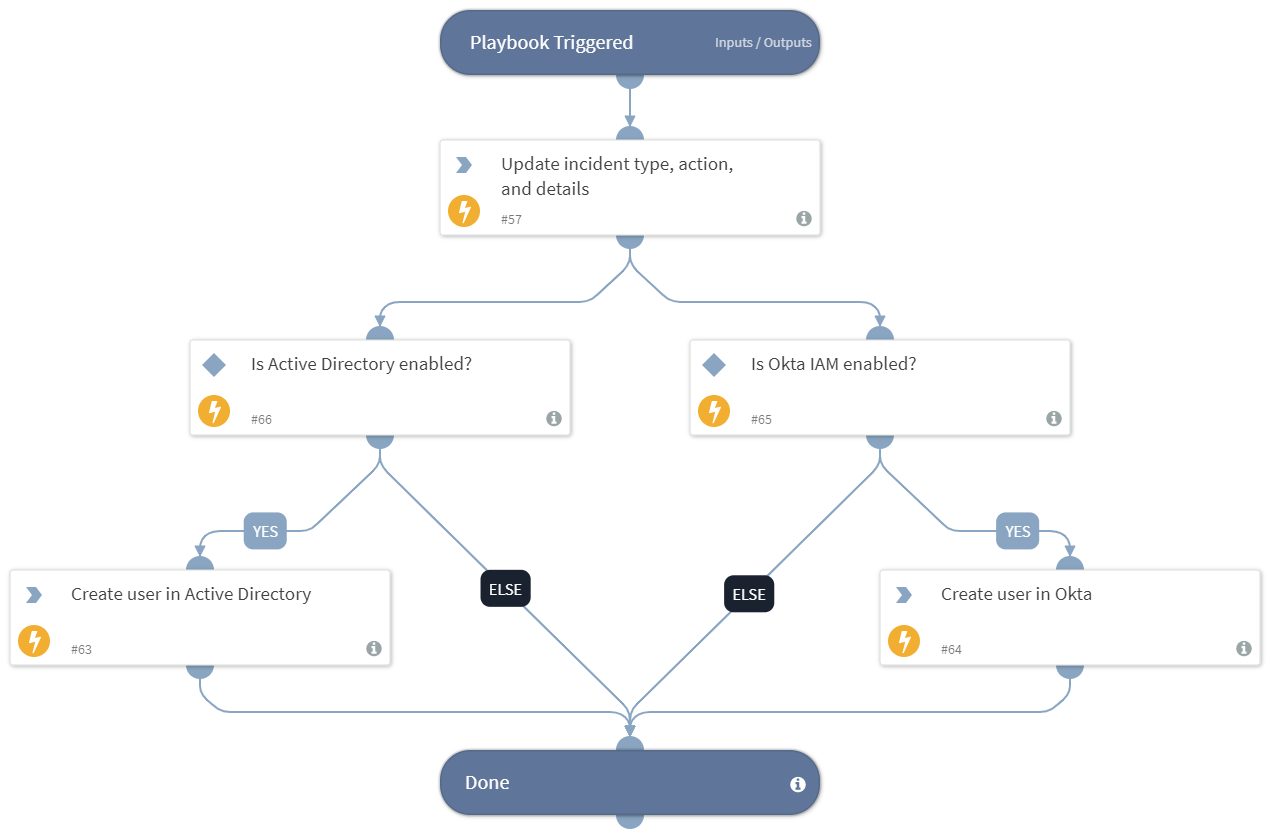 Playbook Triggered
Inputs / Outputs
Update incident type, action,
and details
#57
Is Active Directory enabled?
#66
Is Okta IAM enabled?
#65
YES
YES
ELSE
ELSE
Create user in Active Directory
#63
Create user in Okta
#64
Done